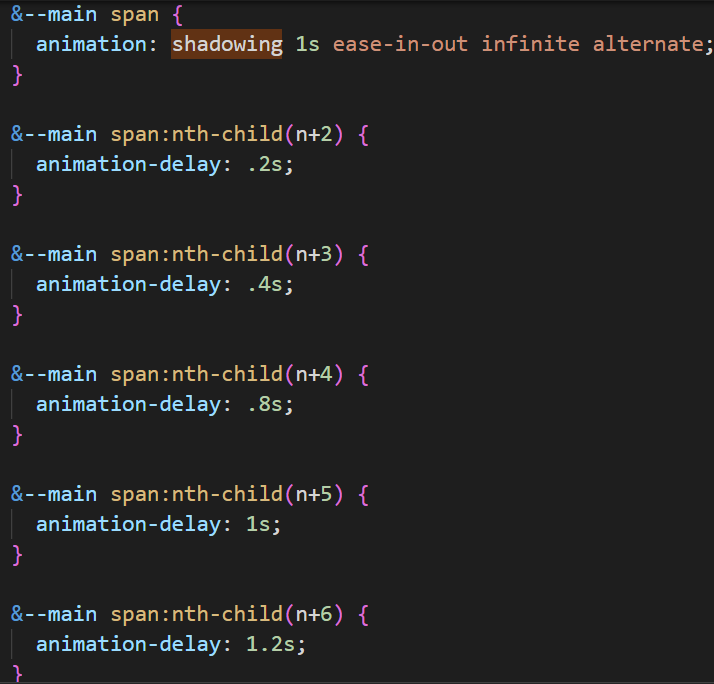 &--main span {
animation: shadowing 1s ease-in-out infinite alternate;
}
&--main span:nth-child(n+2) {
animation-delay: .2s;
}
&--main span:nth-child(n+3) {
animation-delay: .4s;
}
&--main span:nth-child(n+4) {
animation-delay: .8s;
}
&--main span:nth-child(n+5) {
animation-delay: 1s;
}
&--main span:nth-child(n+6) {
animation-delay: 1.2s;
}